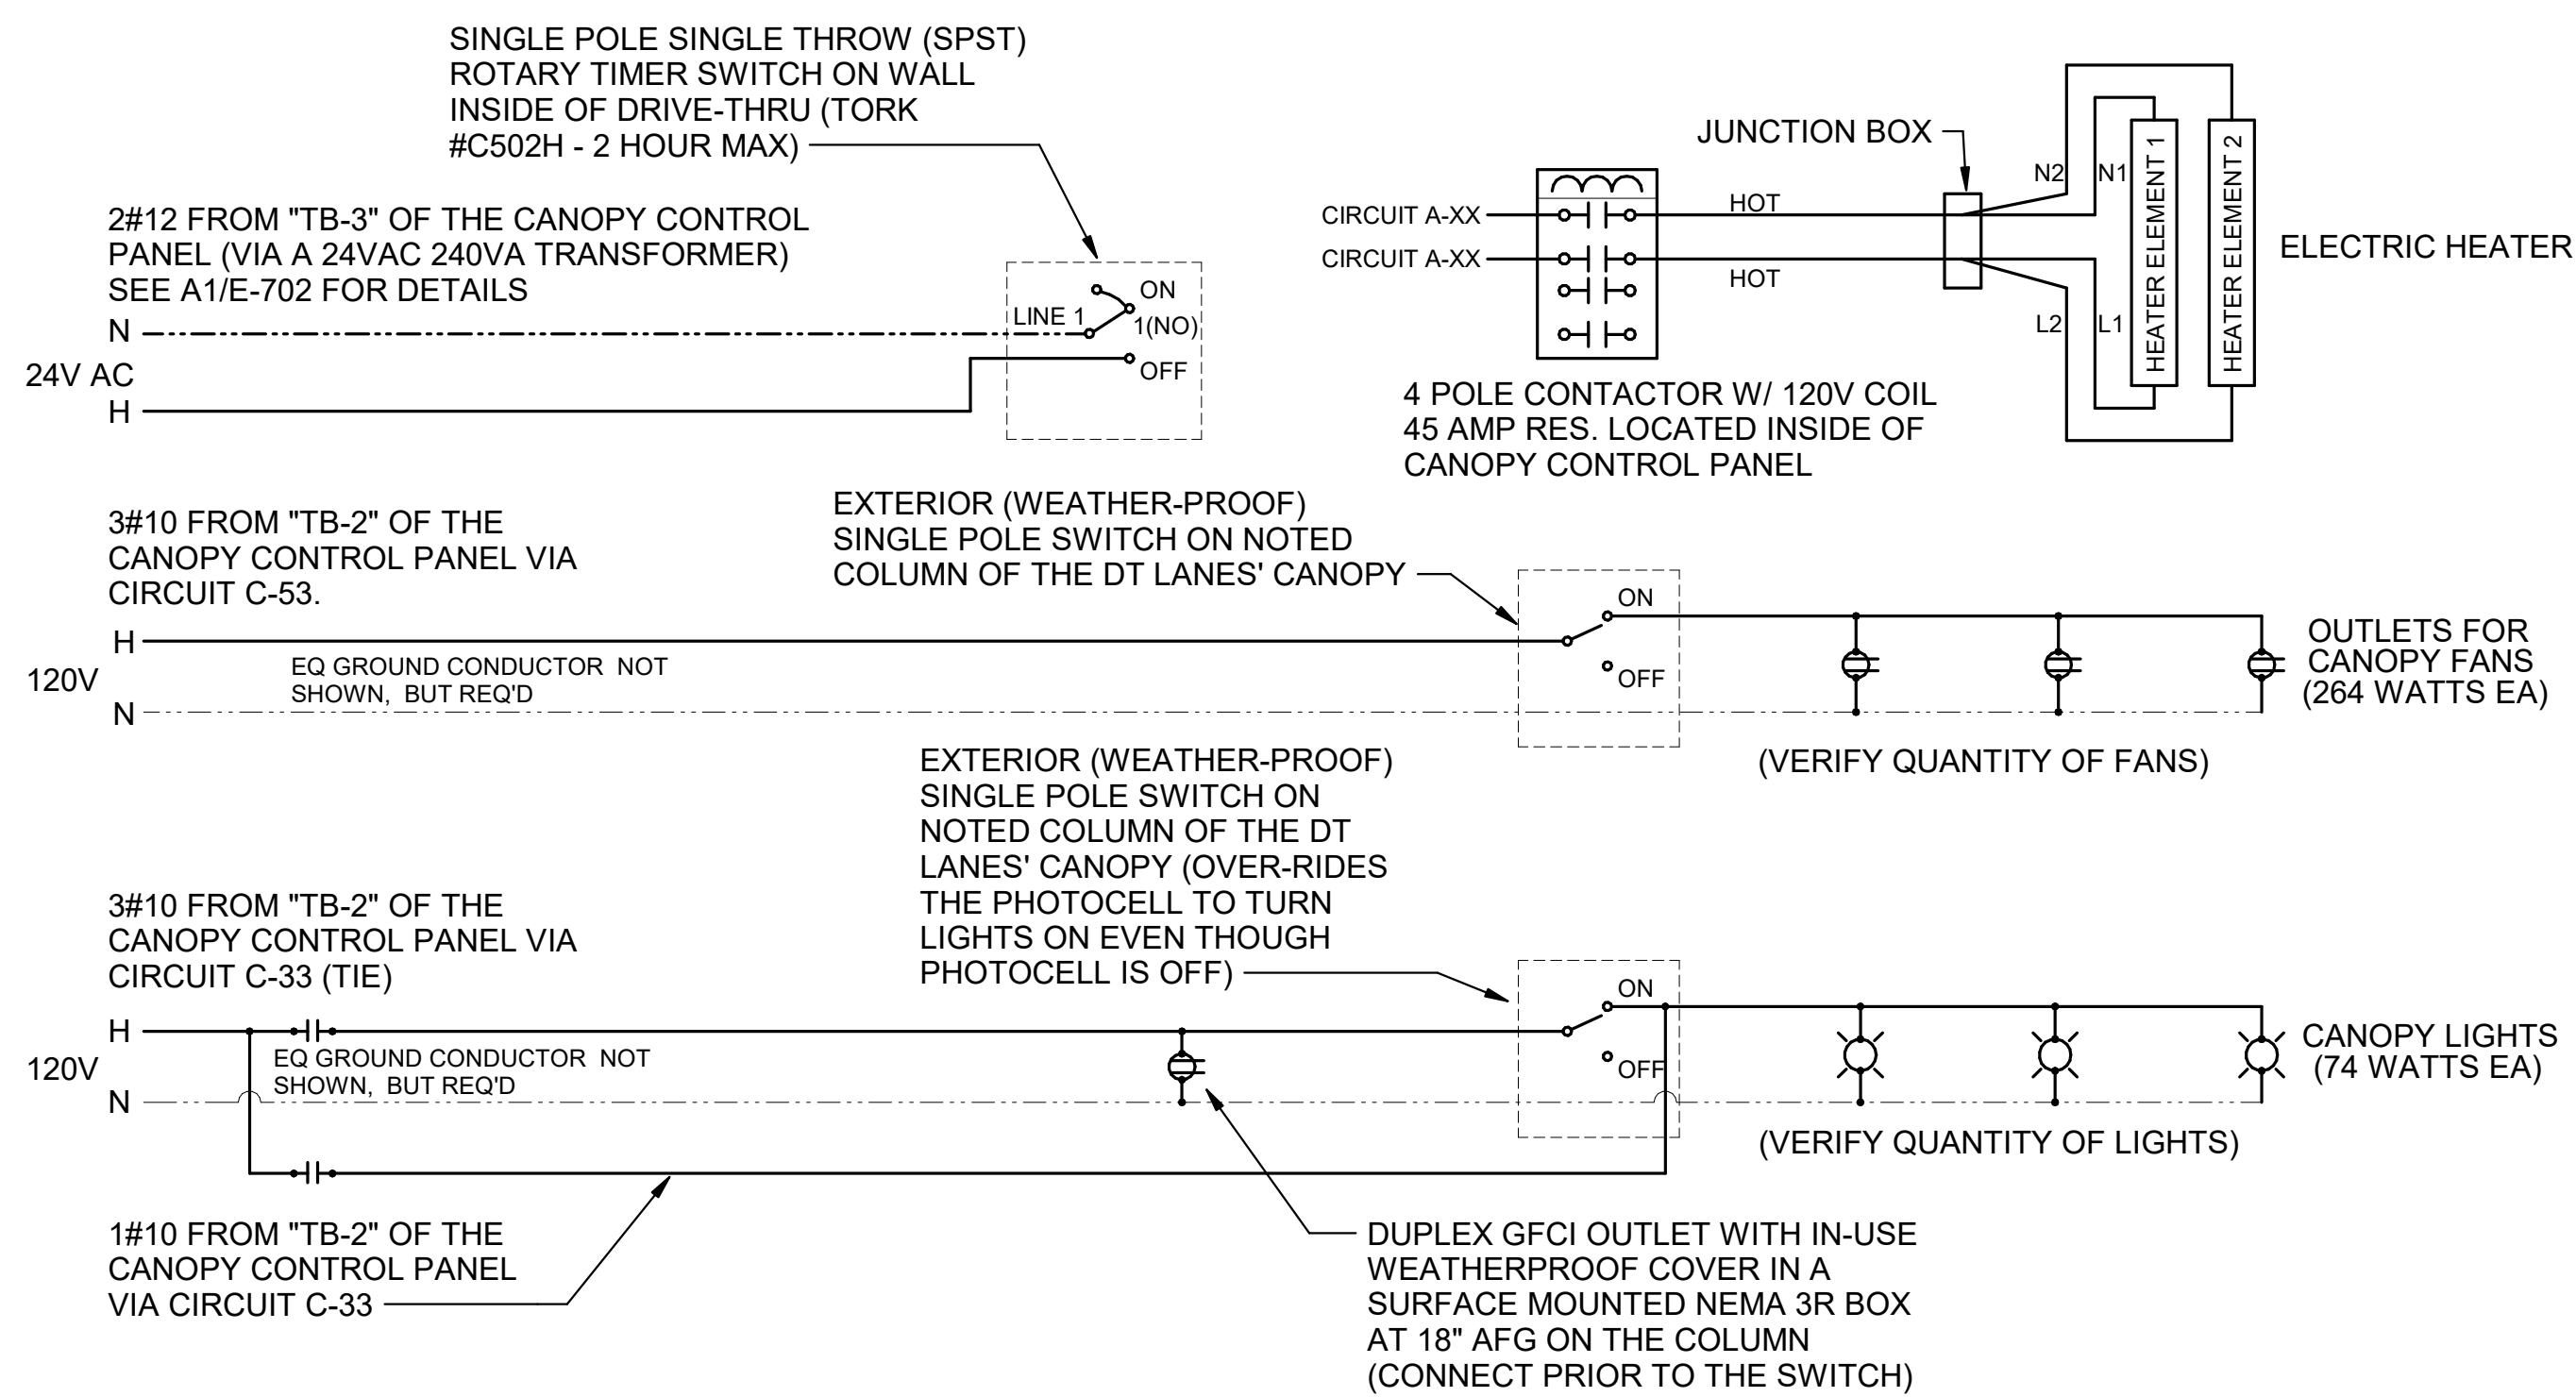 SINGLE POLE SINGLE THROW (SPST)
ROTARY TIMER SWITCH ON WALL
INSIDE OF DRIVE-THRU (TORK
#C502H - 2 HOUR MAX)
2#12 FROM "TB-3" OF THE CANOPY CONTROL
PANEL (VIA A 24VAC 240VA TRANSFORMER)
SEE A1/E-702 FOR DETAILS
N
24V AC
H
LINE 1
ON
1(NO)
OFF
JUNCTION BOX
CIRCUIT A-XX
CIRCUIT A-XX
HOT
HOT
N2
N1
L2
L1
HEATER ELEMENT 1
HEATER ELEMENT 2
ELECTRIC HEATER
4 POLE CONTACTOR W/ 120V COIL
45 AMP RES. LOCATED INSIDE OF
CANOPY CONTROL PANEL
3#10 FROM "TB-2" OF THE
CANOPY CONTROL PANEL VIA
CIRCUIT C-53.
EXTERIOR (WEATHER-PROOF)
SINGLE POLE SWITCH ON NOTED
COLUMN OF THE DT LANES' CANOPY
H
120V
N
EQ GROUND CONDUCTOR  NOT
SHOWN,  BUT REQ'D
ON
OFF
OUTLETS FOR
CANOPY FANS
(264 WATTS EA)
(VERIFY QUANTITY OF FANS)
EXTERIOR (WEATHER-PROOF)
SINGLE POLE SWITCH ON
NOTED COLUMN OF THE DT
LANES' CANOPY (OVER-RIDES
THE PHOTOCELL TO TURN
LIGHTS ON EVEN THOUGH
PHOTOCELL IS OFF)
3#10 FROM "TB-2" OF THE
CANOPY CONTROL PANEL VIA
CIRCUIT C-33 (TIE)
H
120V
N
EQ GROUND CONDUCTOR  NOT
SHOWN,  BUT REQ'D
ON
OFF
CANOPY LIGHTS
(74 WATTS EA)
(VERIFY QUANTITY OF LIGHTS)
1#10 FROM "TB-2" OF THE
CANOPY CONTROL PANEL
VIA CIRCUIT C-33
DUPLEX GFCI OUTLET WITH IN-USE
WEATHERPROOF COVER IN A
SURFACE MOUNTED NEMA 3R BOX
AT 18" AFG ON THE COLUMN
(CONNECT PRIOR TO THE SWITCH)